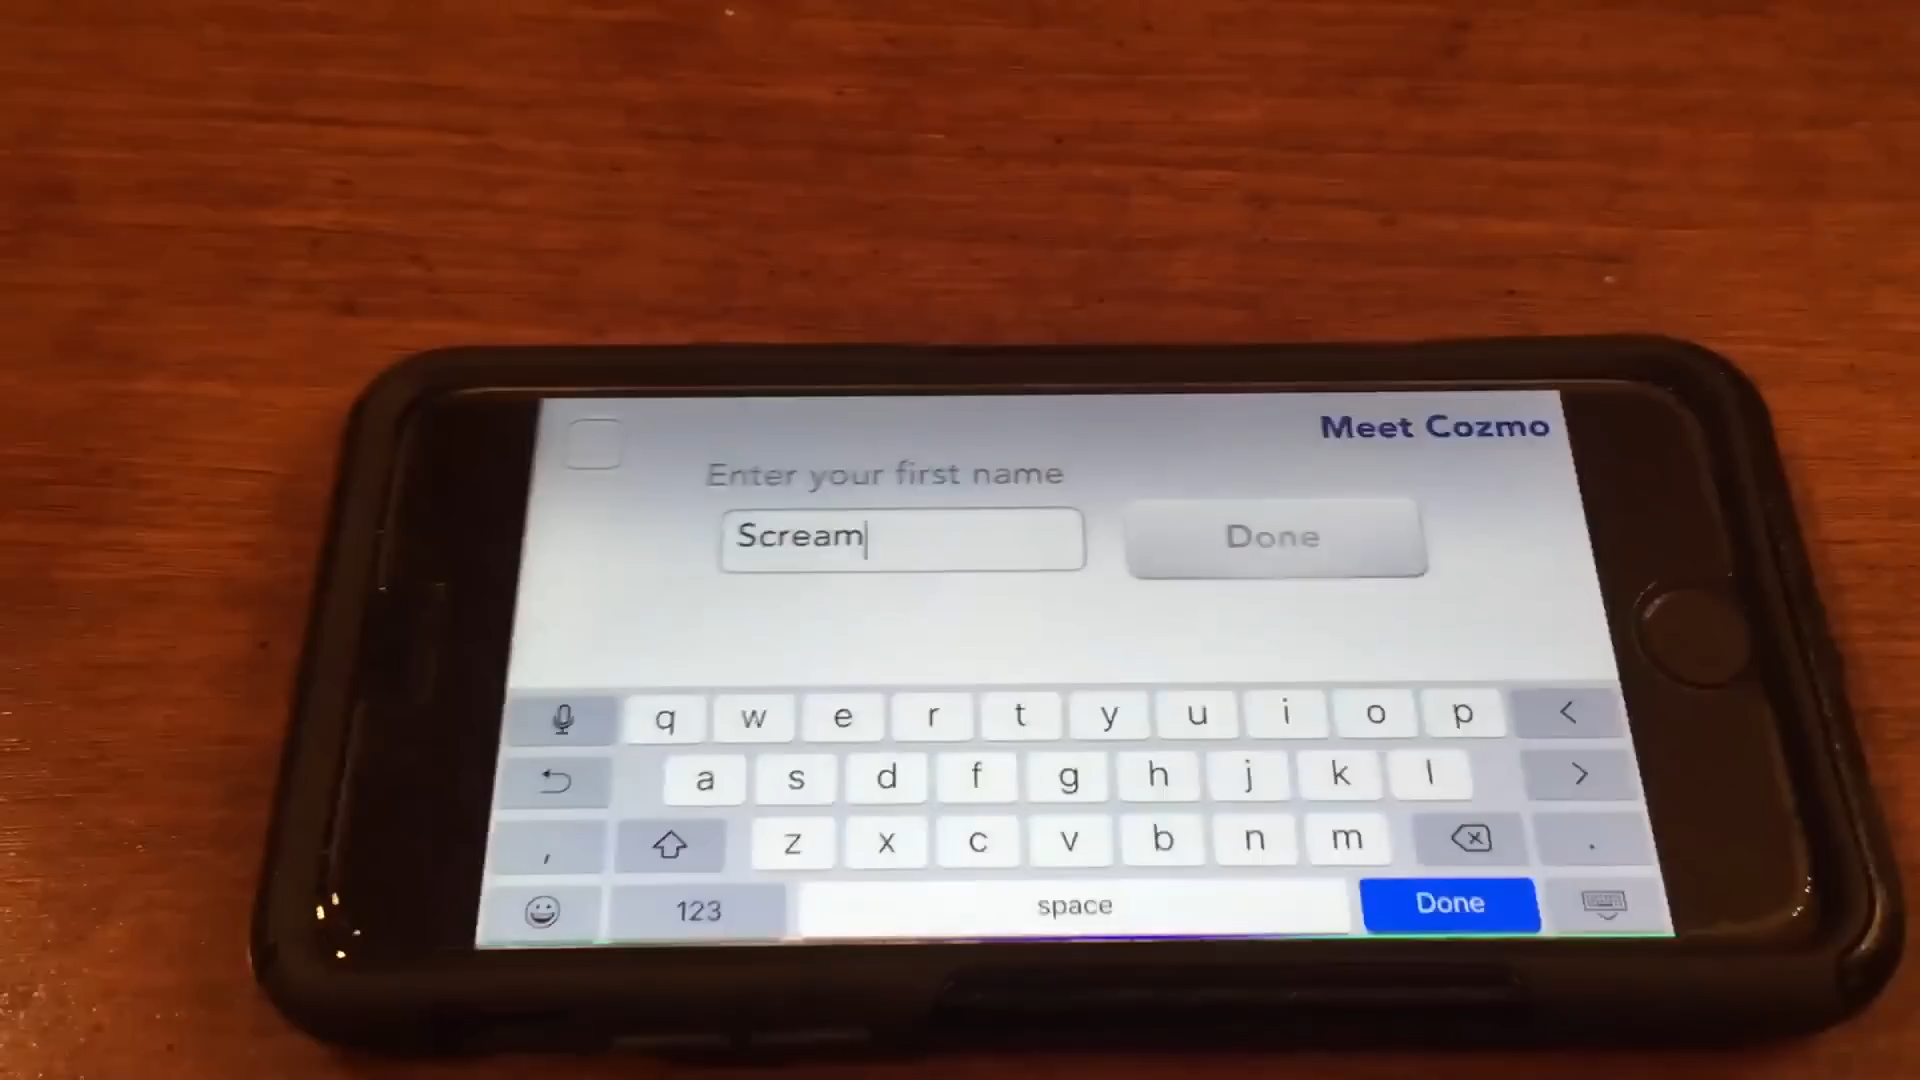 Meet Cozmo
Enter your first name
Scream
Done
q w e r t y u i o p <
a s d f g h j k l >
, z x c v b n m .
123 space Done